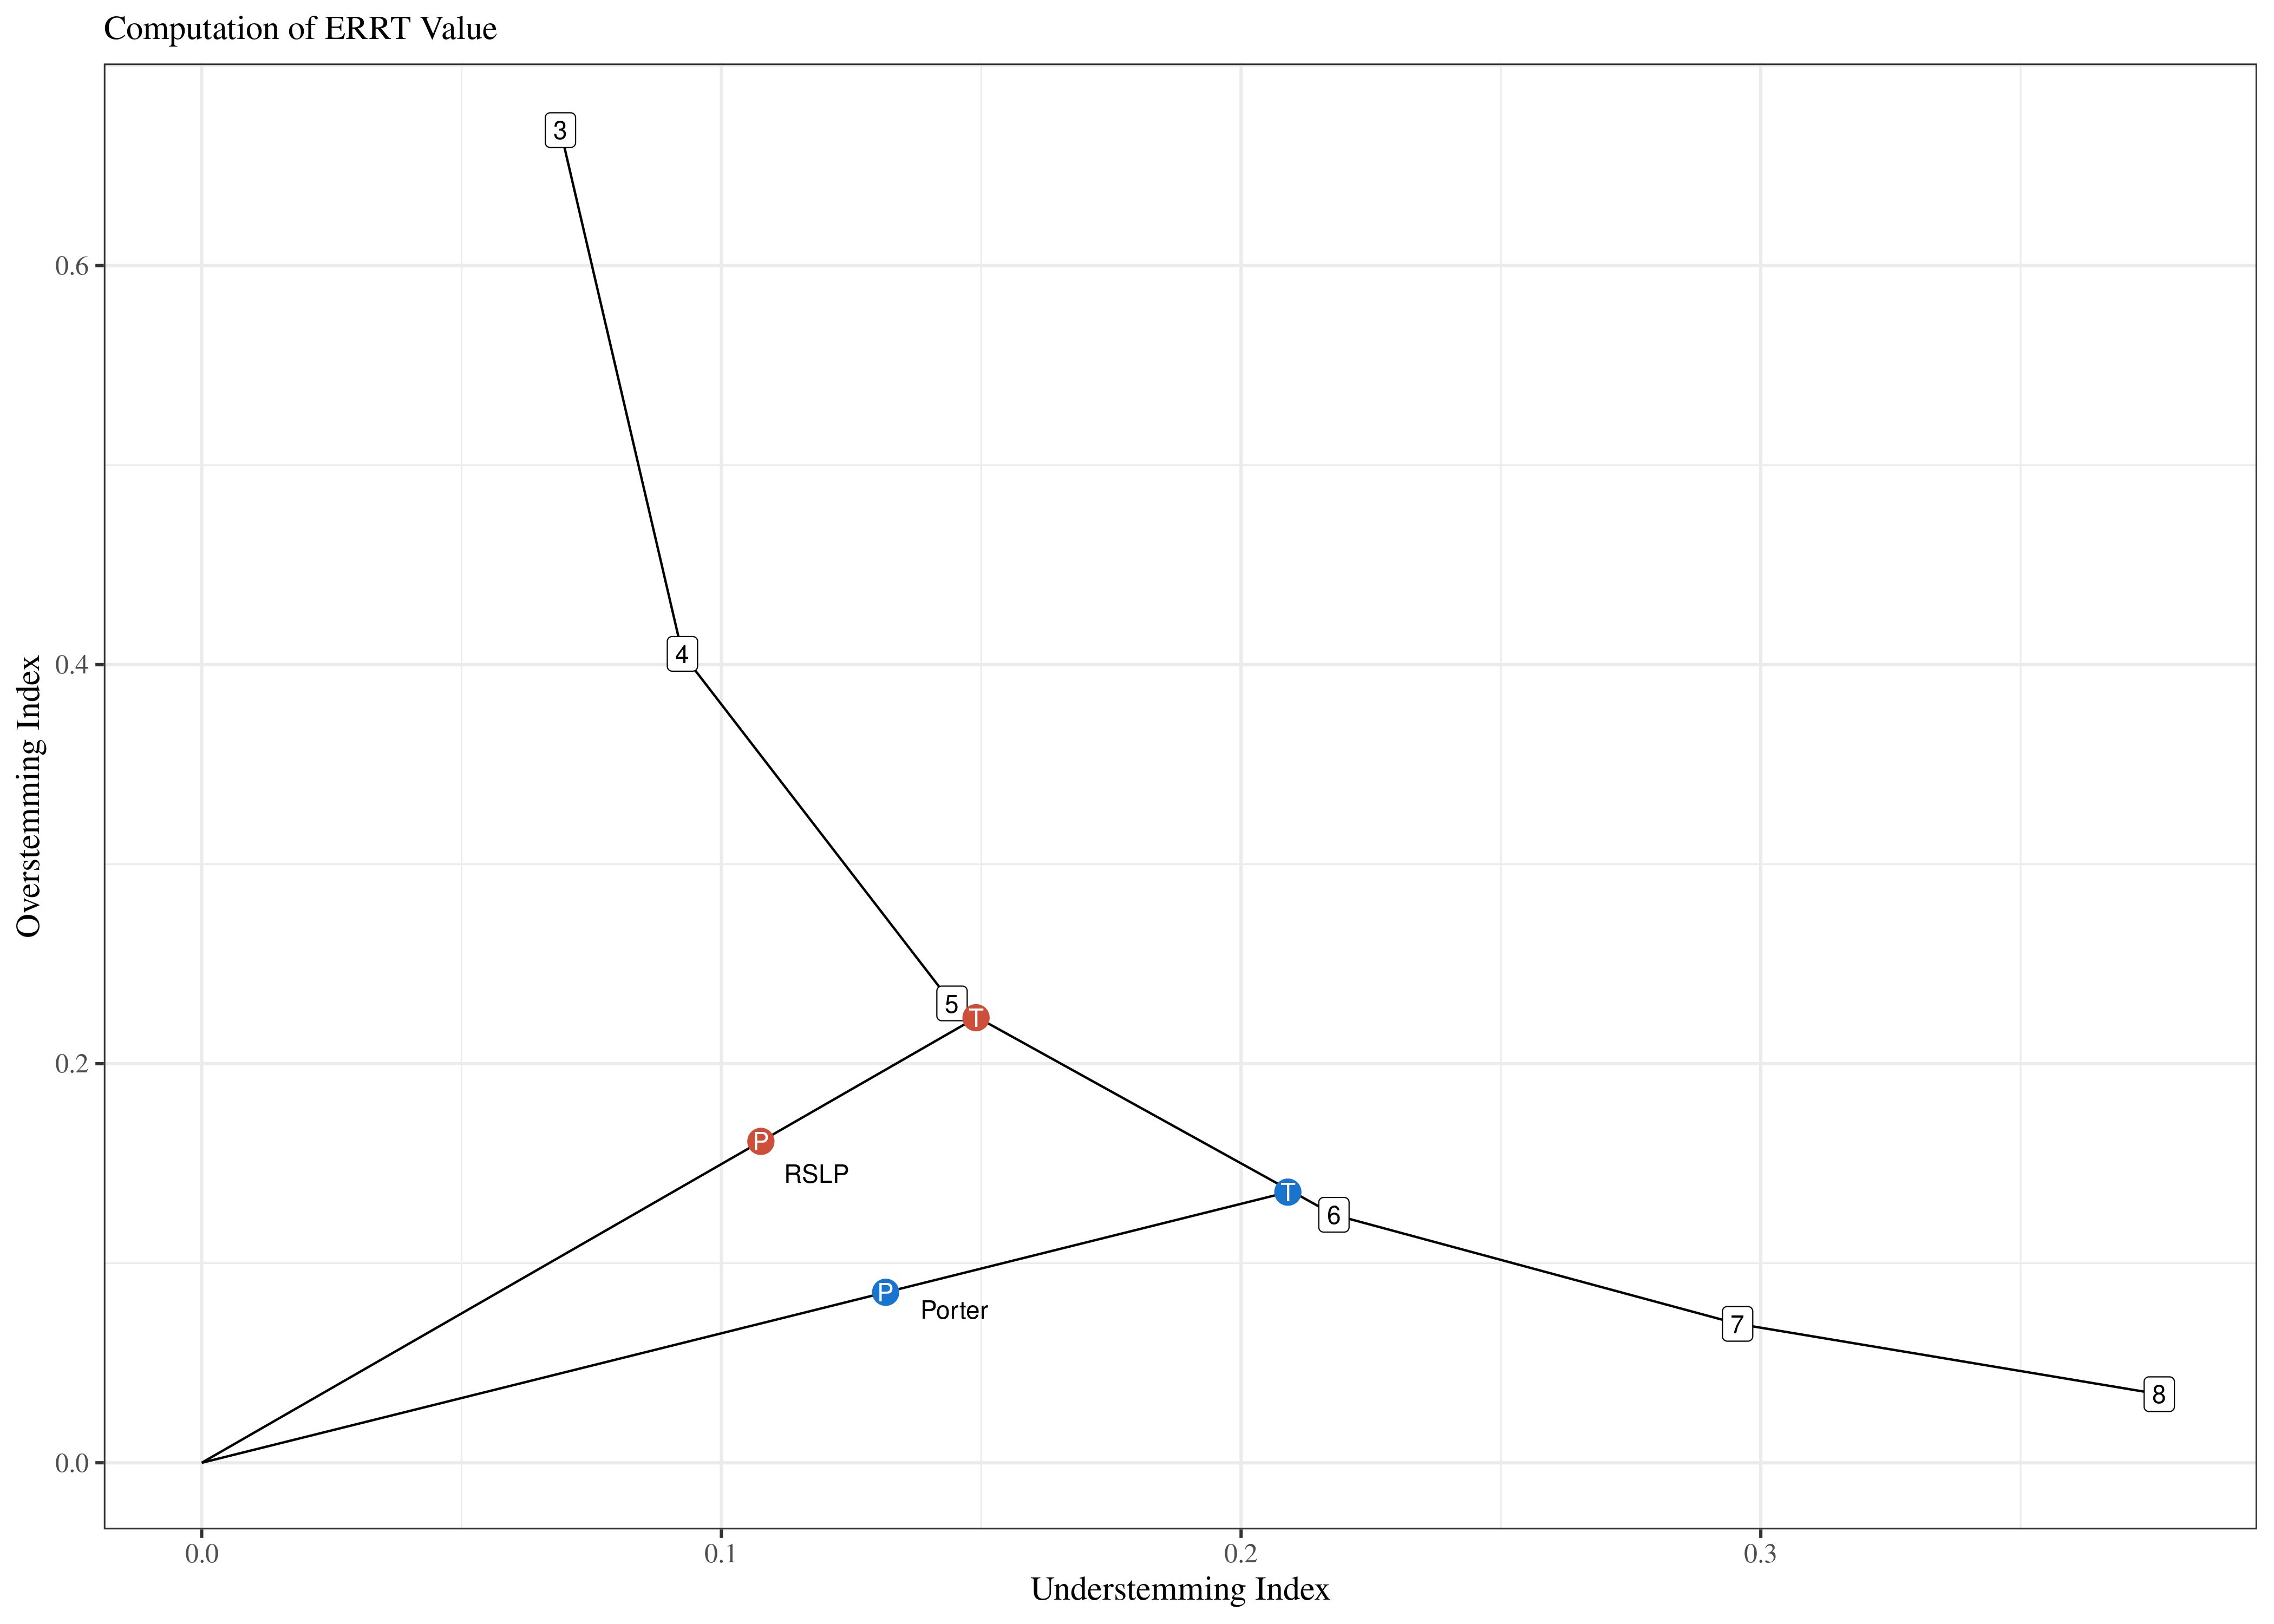 Computation of ERRT Value
3
0.6
4
0.4
Overstemming Index
5
T
0.2
P
RSLP
T
6
P
Porter
7
8
0.0
0.0
0.1
0.2
0.3
Understemming Index